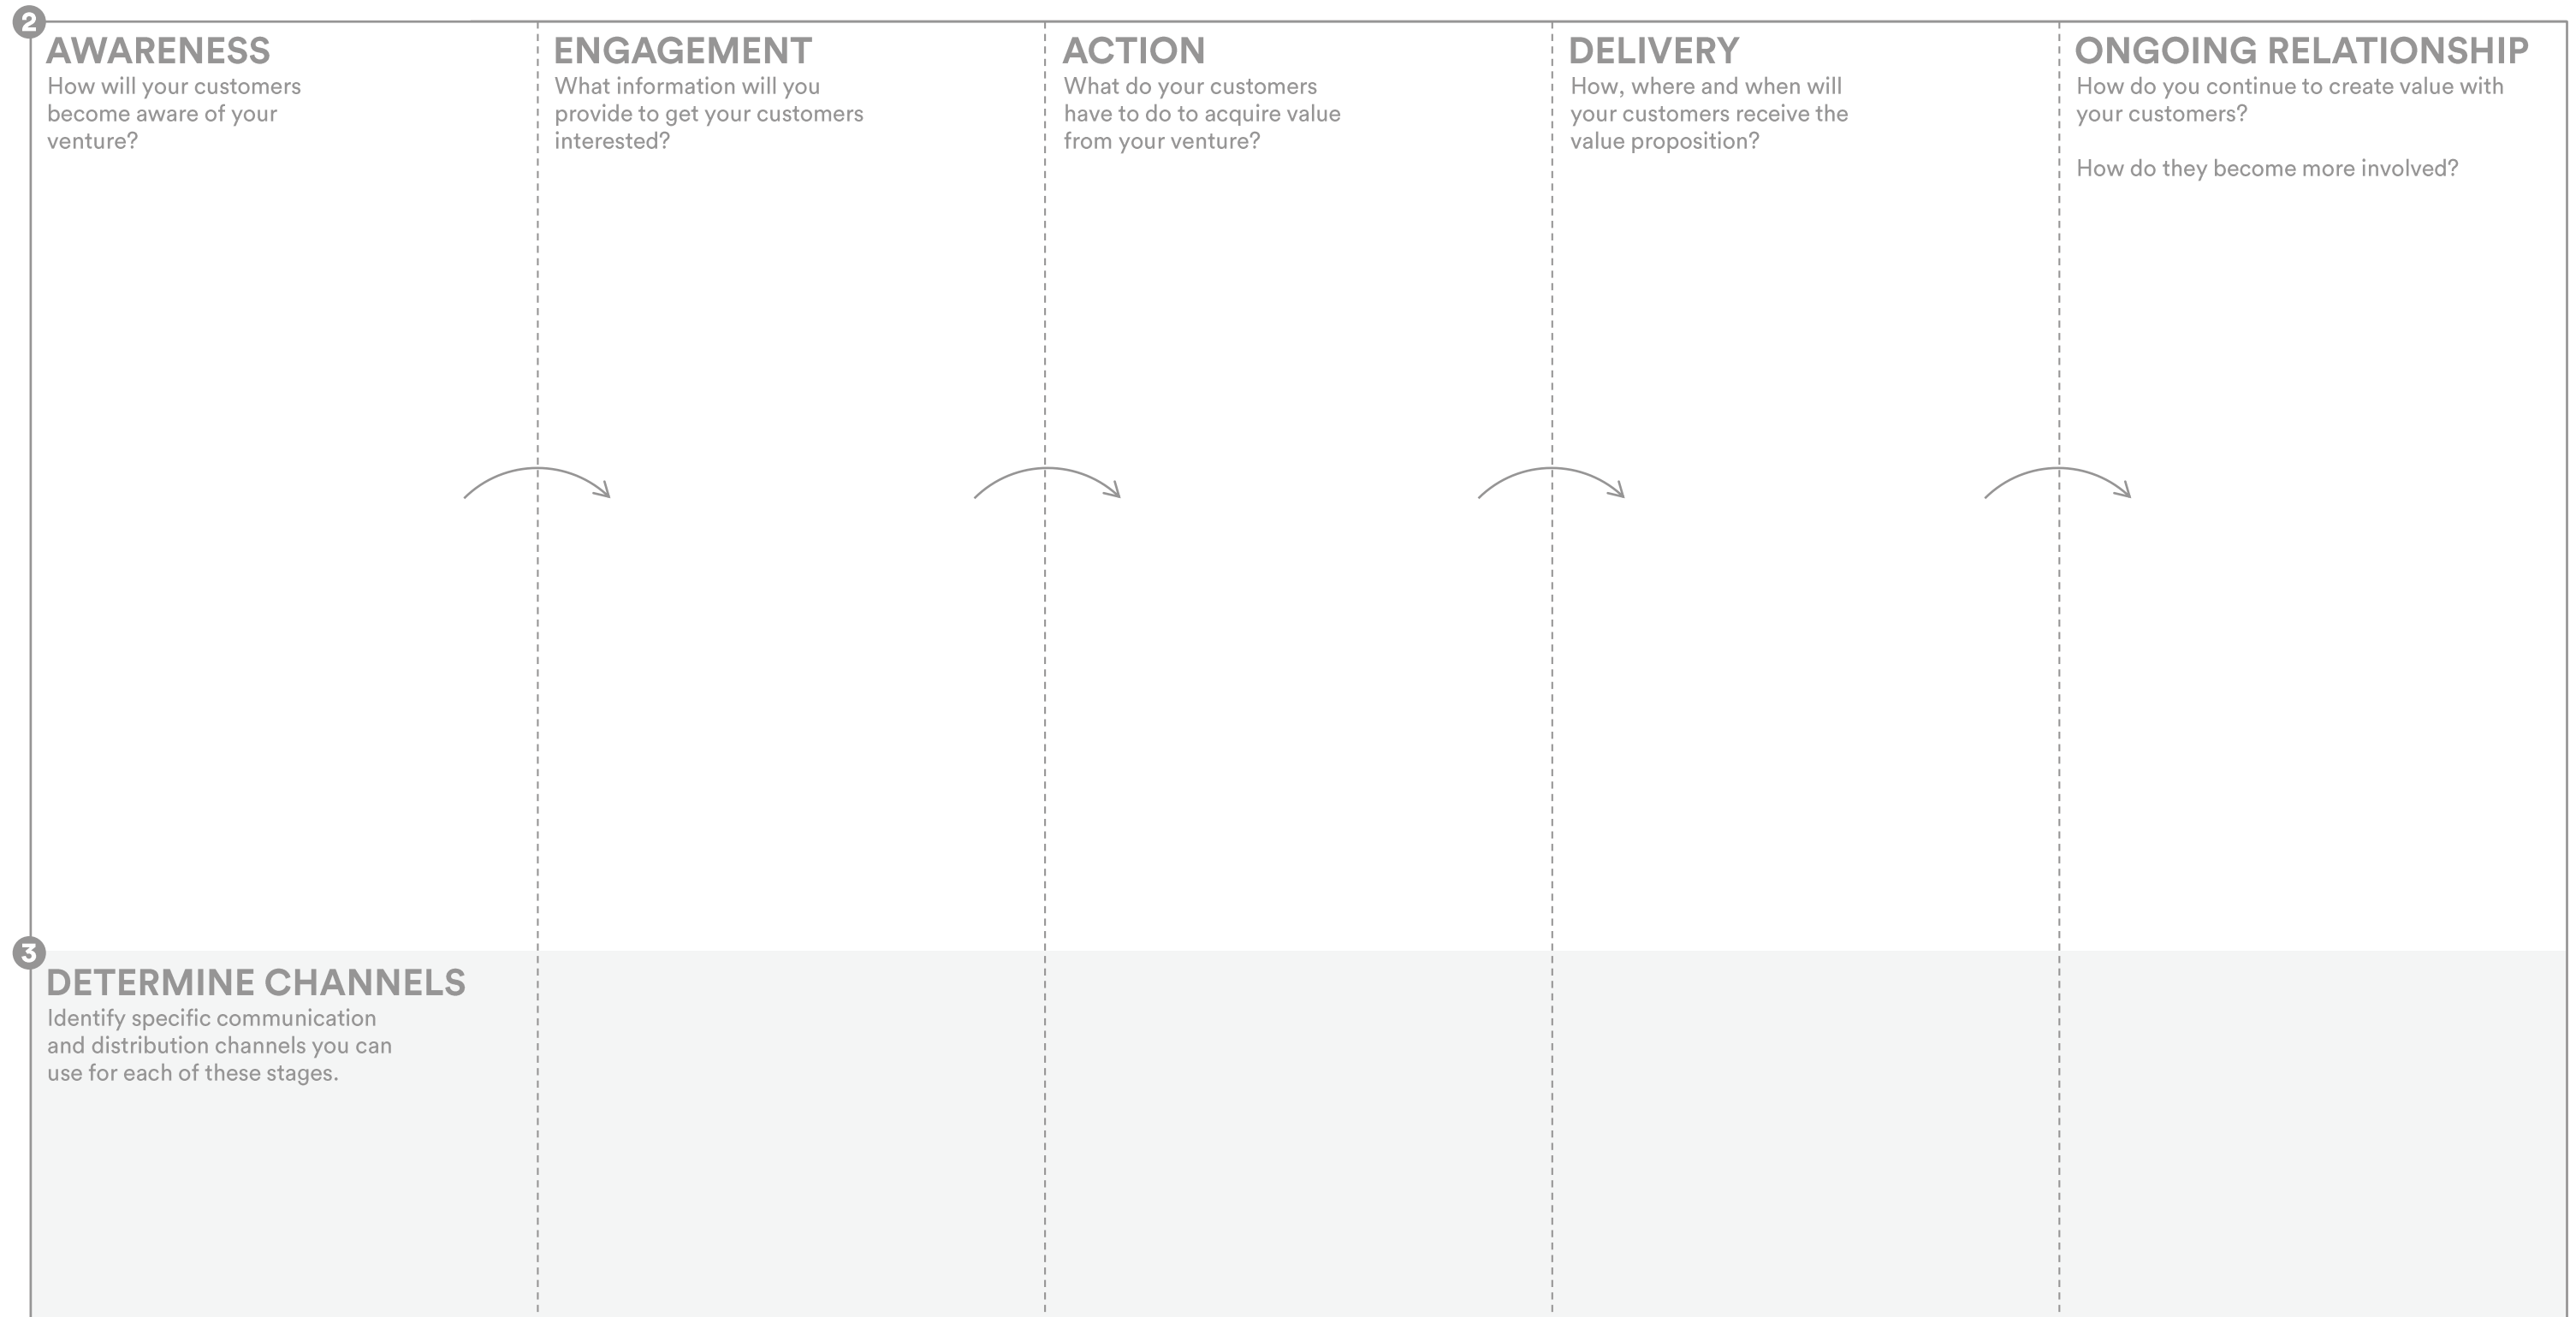 2
AWARENESS
How will your customers
become aware of your
venture?
ENGAGEMENT
What information will you
provide to get your customers
interested?
ACTION
What do your customers
have to do to acquire value
from your venture?
DELIVERY
How, where and when will
your customers receive the
value proposition?
ONGOING RELATIONSHIP
How do you continue to create value with
your customers?
How do they become more involved?
3
DETERMINE CHANNELS
Identify specific communication
and distribution channels you can
use for each of these stages.